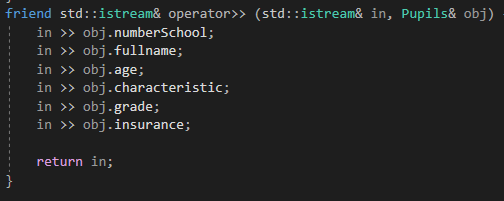 friend std::istream& operator>> (std::istream& in, Pupils& obj)
in >> obj.numberSchool;
in >> obj.fullname;
in >> obj.age;
in >> obj.characteristic;
in >> obj.grade;
in >> obj.insurance;
return in;
}